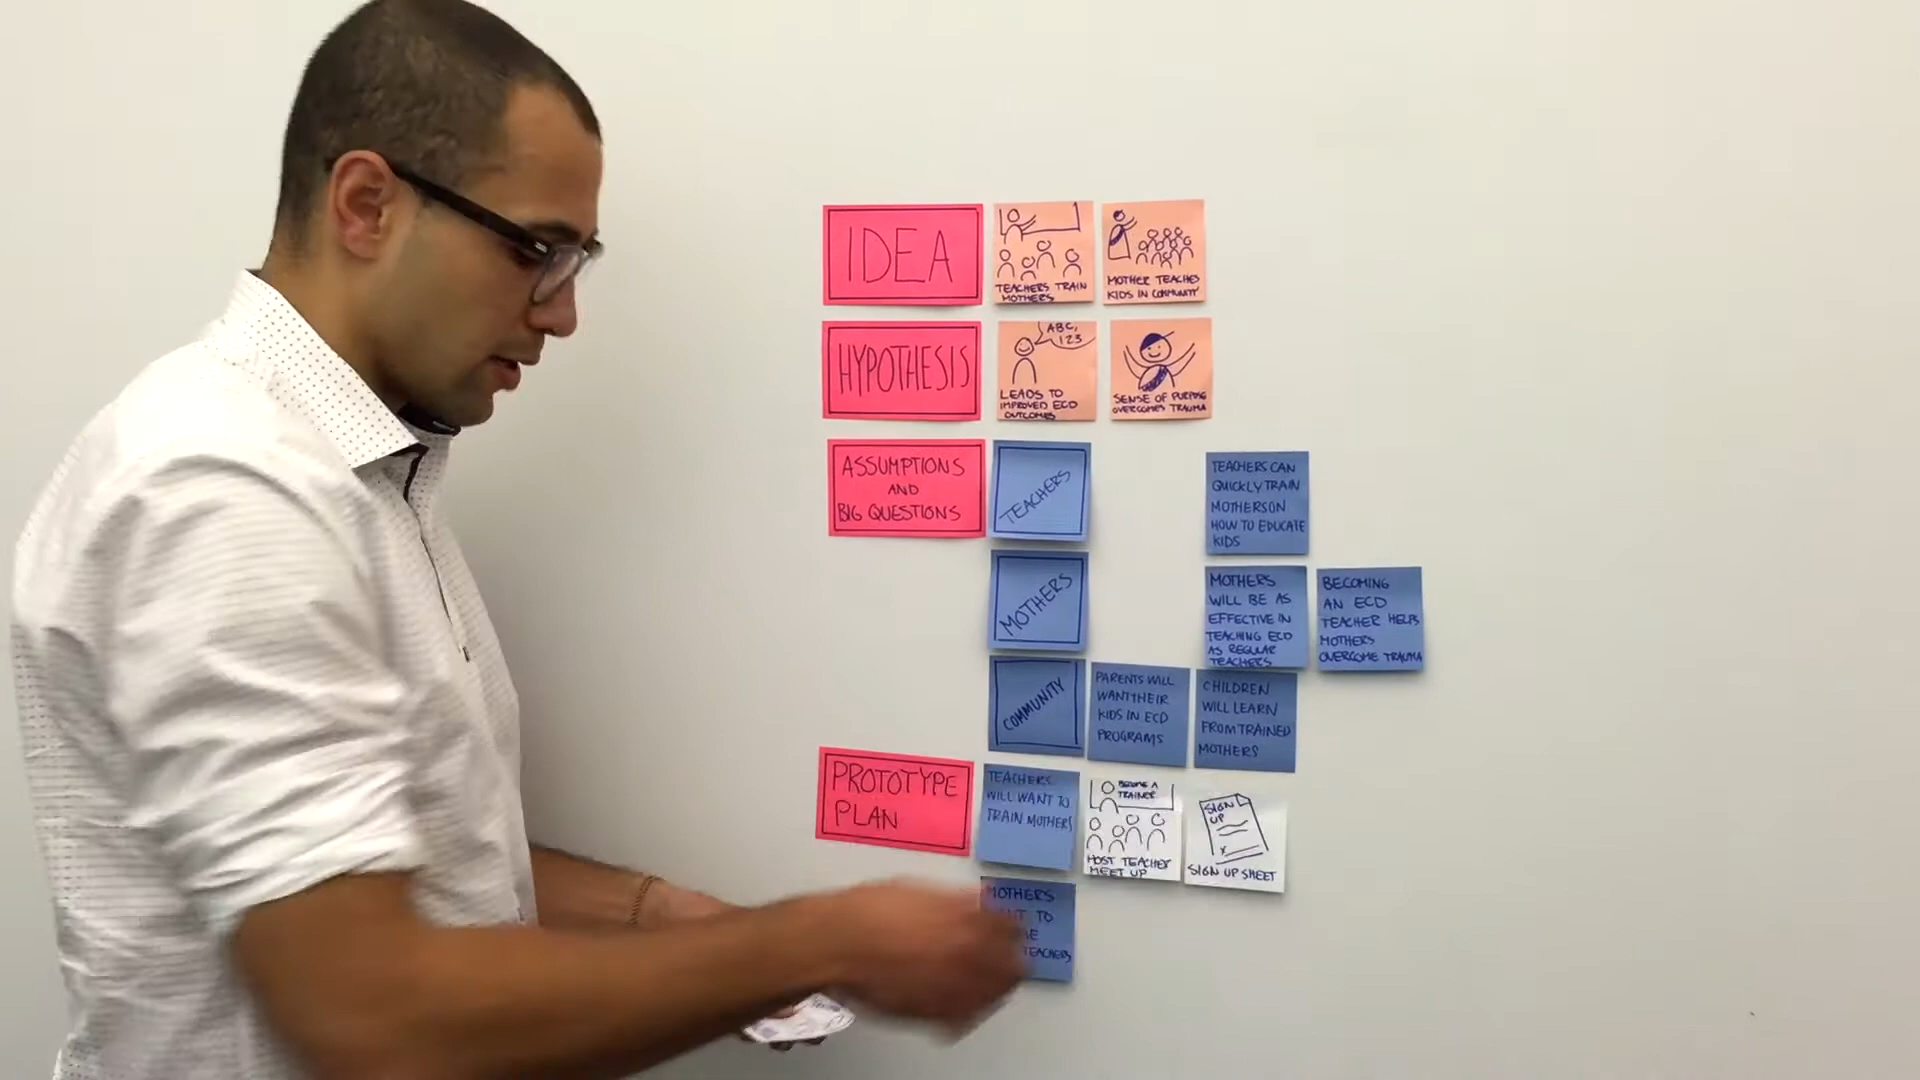 IDEA
TEACHERS TRAIN
MOTHERS
MOTHER TEACHES
KIDS IN COMMUNITY
HYPOTHESIS
ABC,
123
LEADS TO
IMPROVED ECD
OUTCOMES
SENSE OF PURPOSE
OVERCOMES TRAUMA
ASSUMPTIONS
AND
BIG QUESTIONS
TEACHERS
TEACHERS CAN
QUICKLY TRAIN
MOTHERS ON
HOW TO EDUCATE
KIDS
MOTHERS
MOTHERS
WILL BE AS
EFFECTIVE IN
TEACHING ECD
AS REGULAR
TEACHERS
BECOMING
AN ECD
TEACHER HELPS
MOTHERS
OVERCOME TRAUMA
COMMUNITY
PARENTS WILL
WANT THEIR
KIDS IN ECD
PROGRAMS
CHILDREN
WILL LEARN
FROM TRAINED
MOTHERS
PROTOTYPE
PLAN
TEACHERS
WILL WANT TO
TRAIN MOTHERS
BECOME A
TRAINER
HOST TEACHER
MEET UP
SIGN
UP
X
SIGN UP SHEET
MOTHERS
TO
TEACHERS